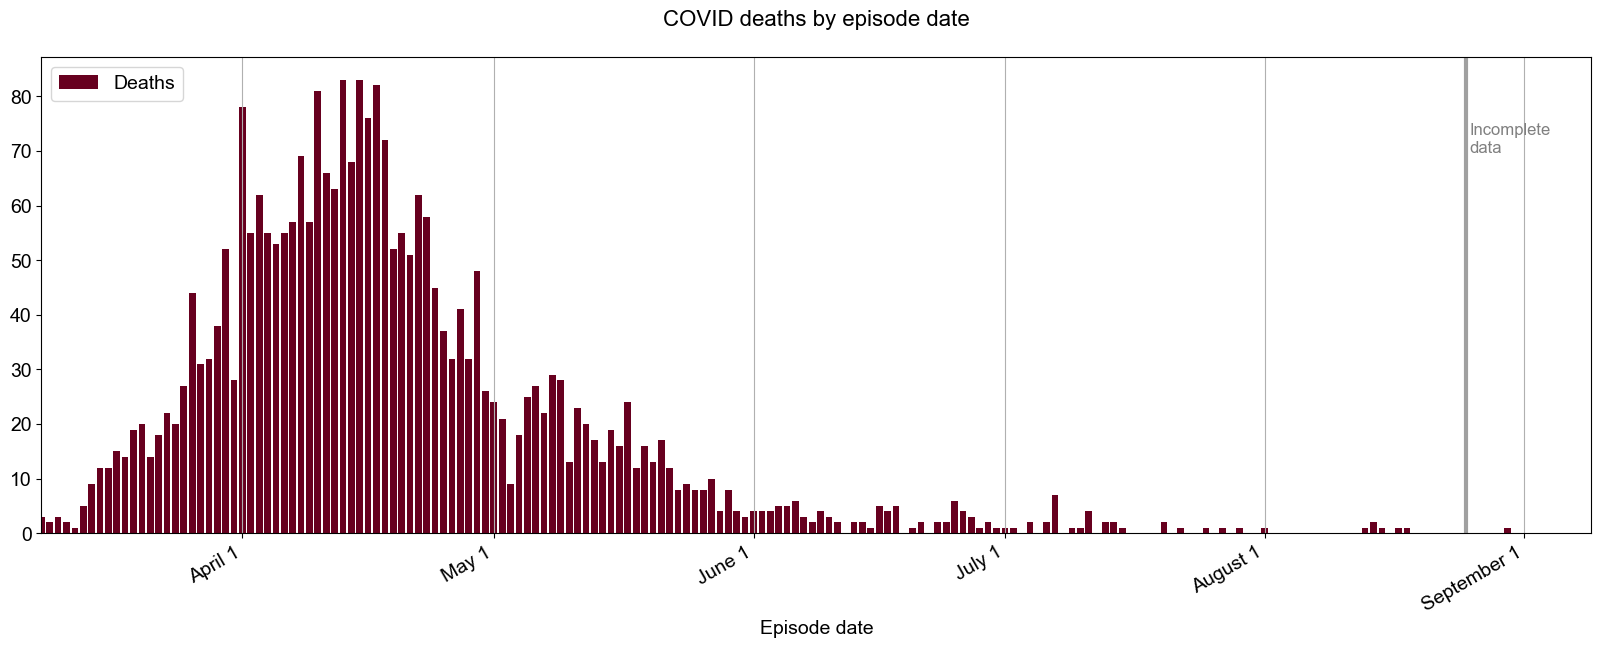 COVID deaths by episode date
Deaths
80
70
60
50
40
30
20
10
0
Incomplete
data
April 1
May 1
June 1
July 1
August 1
September 1
Episode date